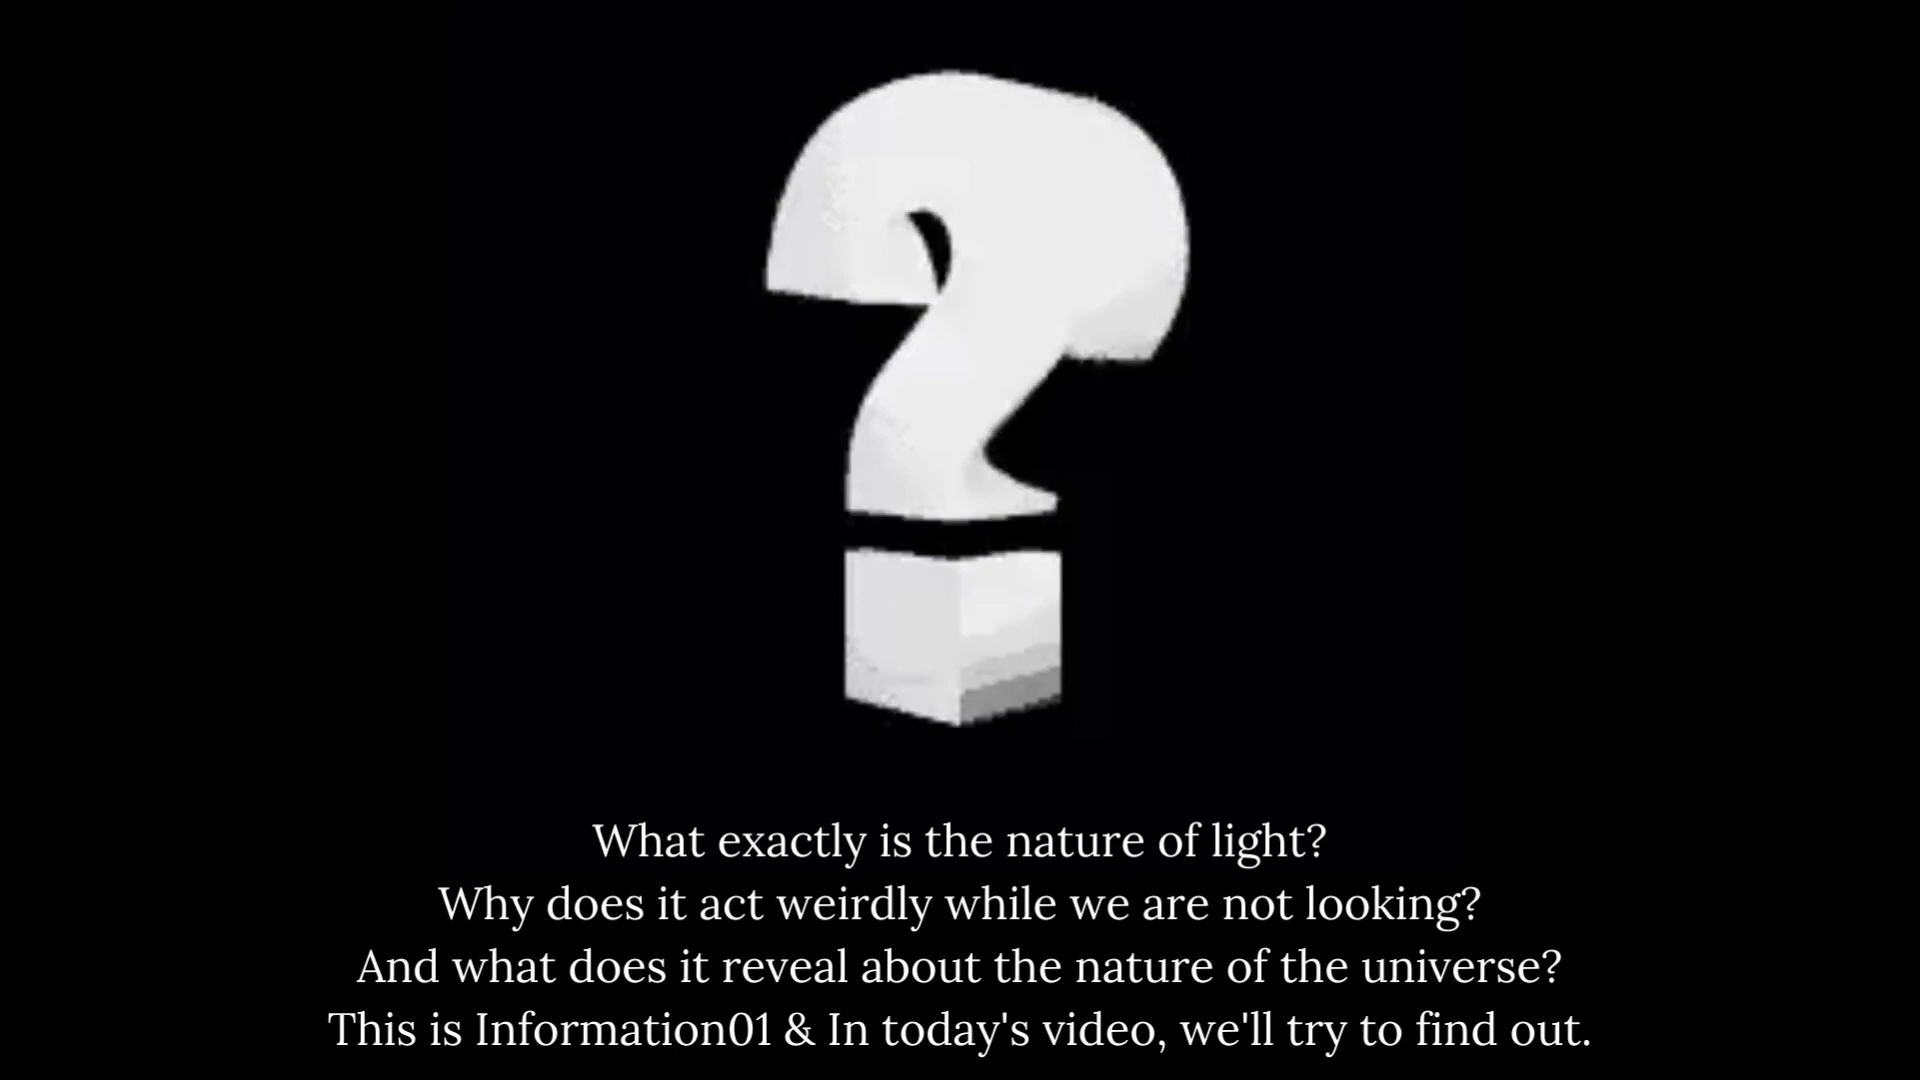 ?
What exactly is the nature of light?
Why does it act weirdly while we are not looking?
And what does it reveal about the nature of the universe?
This is Information01 & In today's video, we'll try to find out.